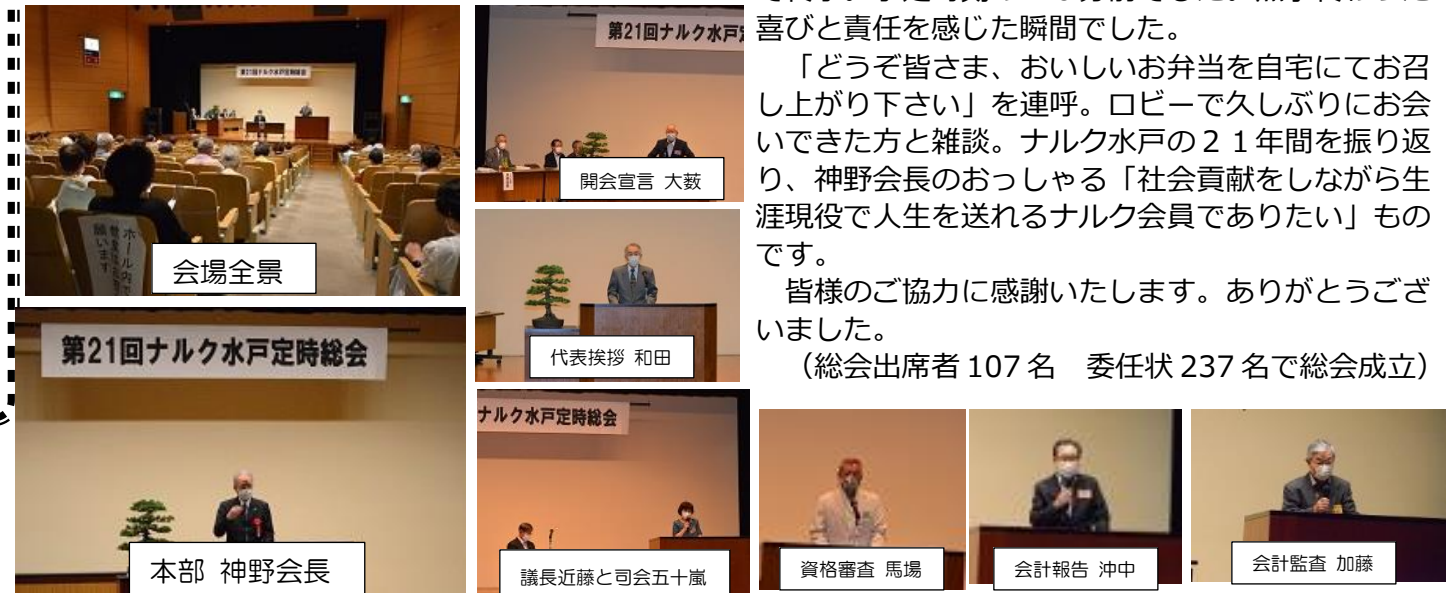 喜びと責任を感じた瞬間でした。
「どうぞ皆さま、おいしいお弁当を自宅にてお召
し上がり下さい」を連呼。ロビーで久しぶりにお会
いできた方と雑談。ナルク水戸の２１年間を振り返
り、神野会長のおっしゃる「社会貢献をしながら生
涯現役で人生を送れるナルク会員でありたい」もの
です。
皆様のご協力に感謝いたします。ありがとうござ
いました。
（総会出席者 107 名　委任状 237 名で総会成立）
第21回ナルク水戸定時総会
ホール内で
願います
会場全景
第21回ナルク水戸
開会宣言 大薮
代表挨拶 和田
第21回ナルク水戸定時総会
本部 神野会長
ナルク水戸定時総会
議長近藤と司会五十嵐
資格審査 馬場
会計報告 沖中
会計監査 加藤